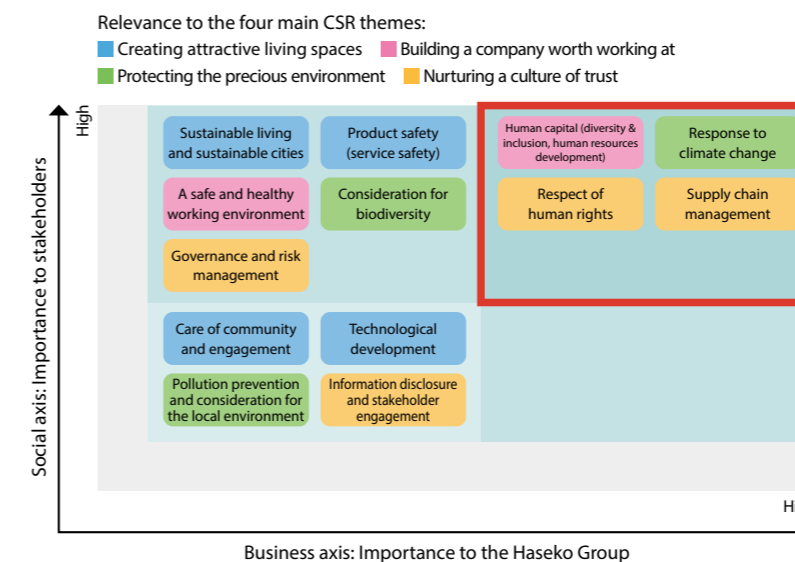 Relevance to the four main CSR themes:
Creating attractive living spaces
Building a company worth working at
Protecting the precious environment
Nurturing a culture of trust
High
Social axis: Importance to stakeholders
Sustainable living
and sustainable cities
Product safety
(service safety)
Human capital (diversity &
inclusion, human resources
development)
Response to
climate change
A safe and healthy
working environment
Consideration for
biodiversity
Respect of
human rights
Supply chain
management
Governance and risk
management
Care of community
and engagement
Technological
development
Pollution prevention
and consideration for
the local environment
Information disclosure
and stakeholder
engagement
Business axis: Importance to the Haseko Group